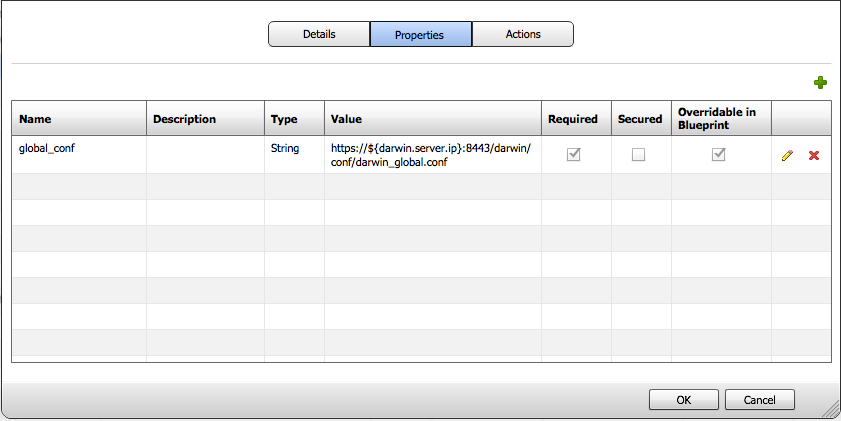 Details Properties Actions
Name Description Type Value Required Secured Overridable in
Blueprint
global_conf String https://${darwin.server.ip}:8443/darwin/
conf/darwin_global.conf
OK Cancel